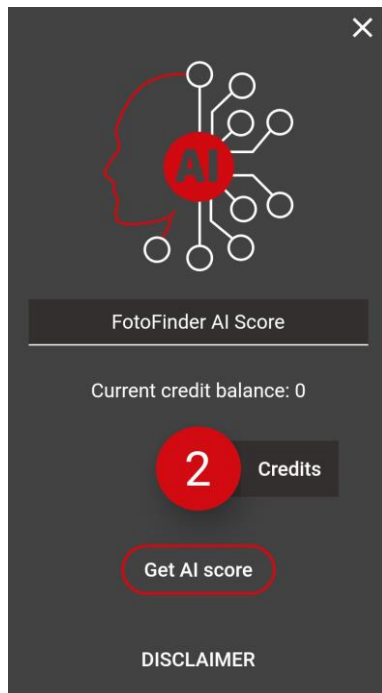 AI
FotoFinder AI Score
Current credit balance: 0
2 Credits
Get AI score
DISCLAIMER